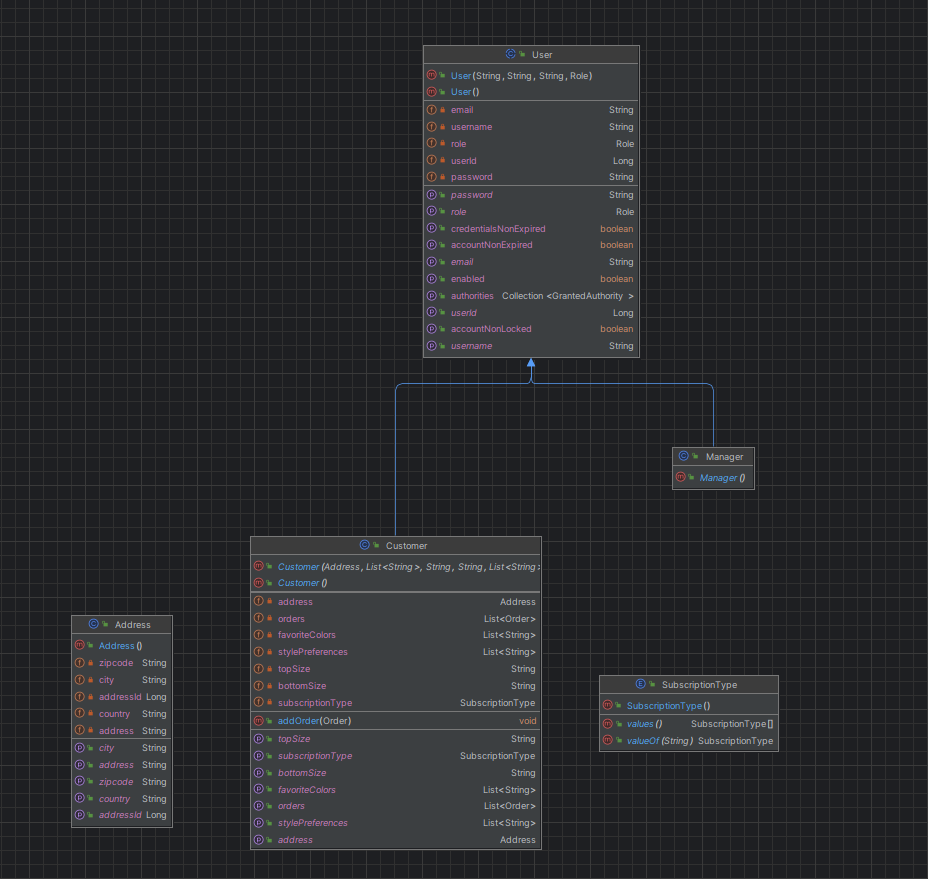 User
User(String, String, String, Role)
User()
email String
username String
role Role
userId Long
password String
password String
role Role
credentialsNonExpired boolean
accountNonExpired boolean
email String
enabled boolean
authorities Collection <GrantedAuthority >
userId Long
accountNonLocked boolean
username String
Manager
Manager()
Customer
Customer(Address, List<String>, String, String, List<String>
Customer()
address Address
orders List<Order>
favoriteColors List<String>
stylePreferences List<String>
topSize String
bottomSize String
subscriptionType SubscriptionType
addOrder(Order) void
topSize String
subscriptionType SubscriptionType
bottomSize String
favoriteColors List<String>
orders List<Order>
stylePreferences List<String>
address Address
Address
Address()
zipcode String
city String
addressId Long
country String
address String
city String
address String
zipcode String
country String
addressId Long
SubscriptionType
SubscriptionType()
values() SubscriptionType[]
valueOf(String) SubscriptionType